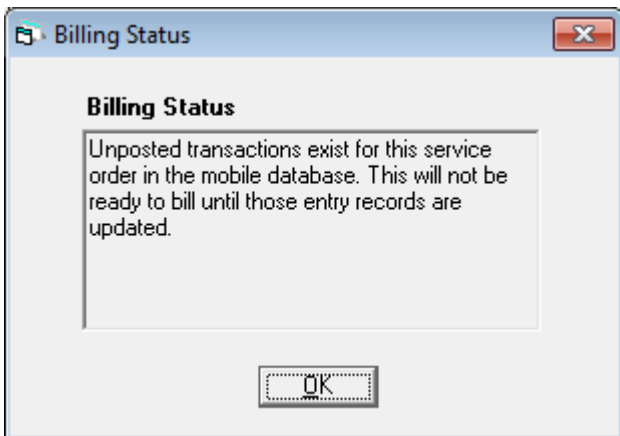 Billing Status
Billing Status
Unposted transactions exist for this service
order in the mobile database. This will not be
ready to bill until those entry records are
updated.
OK